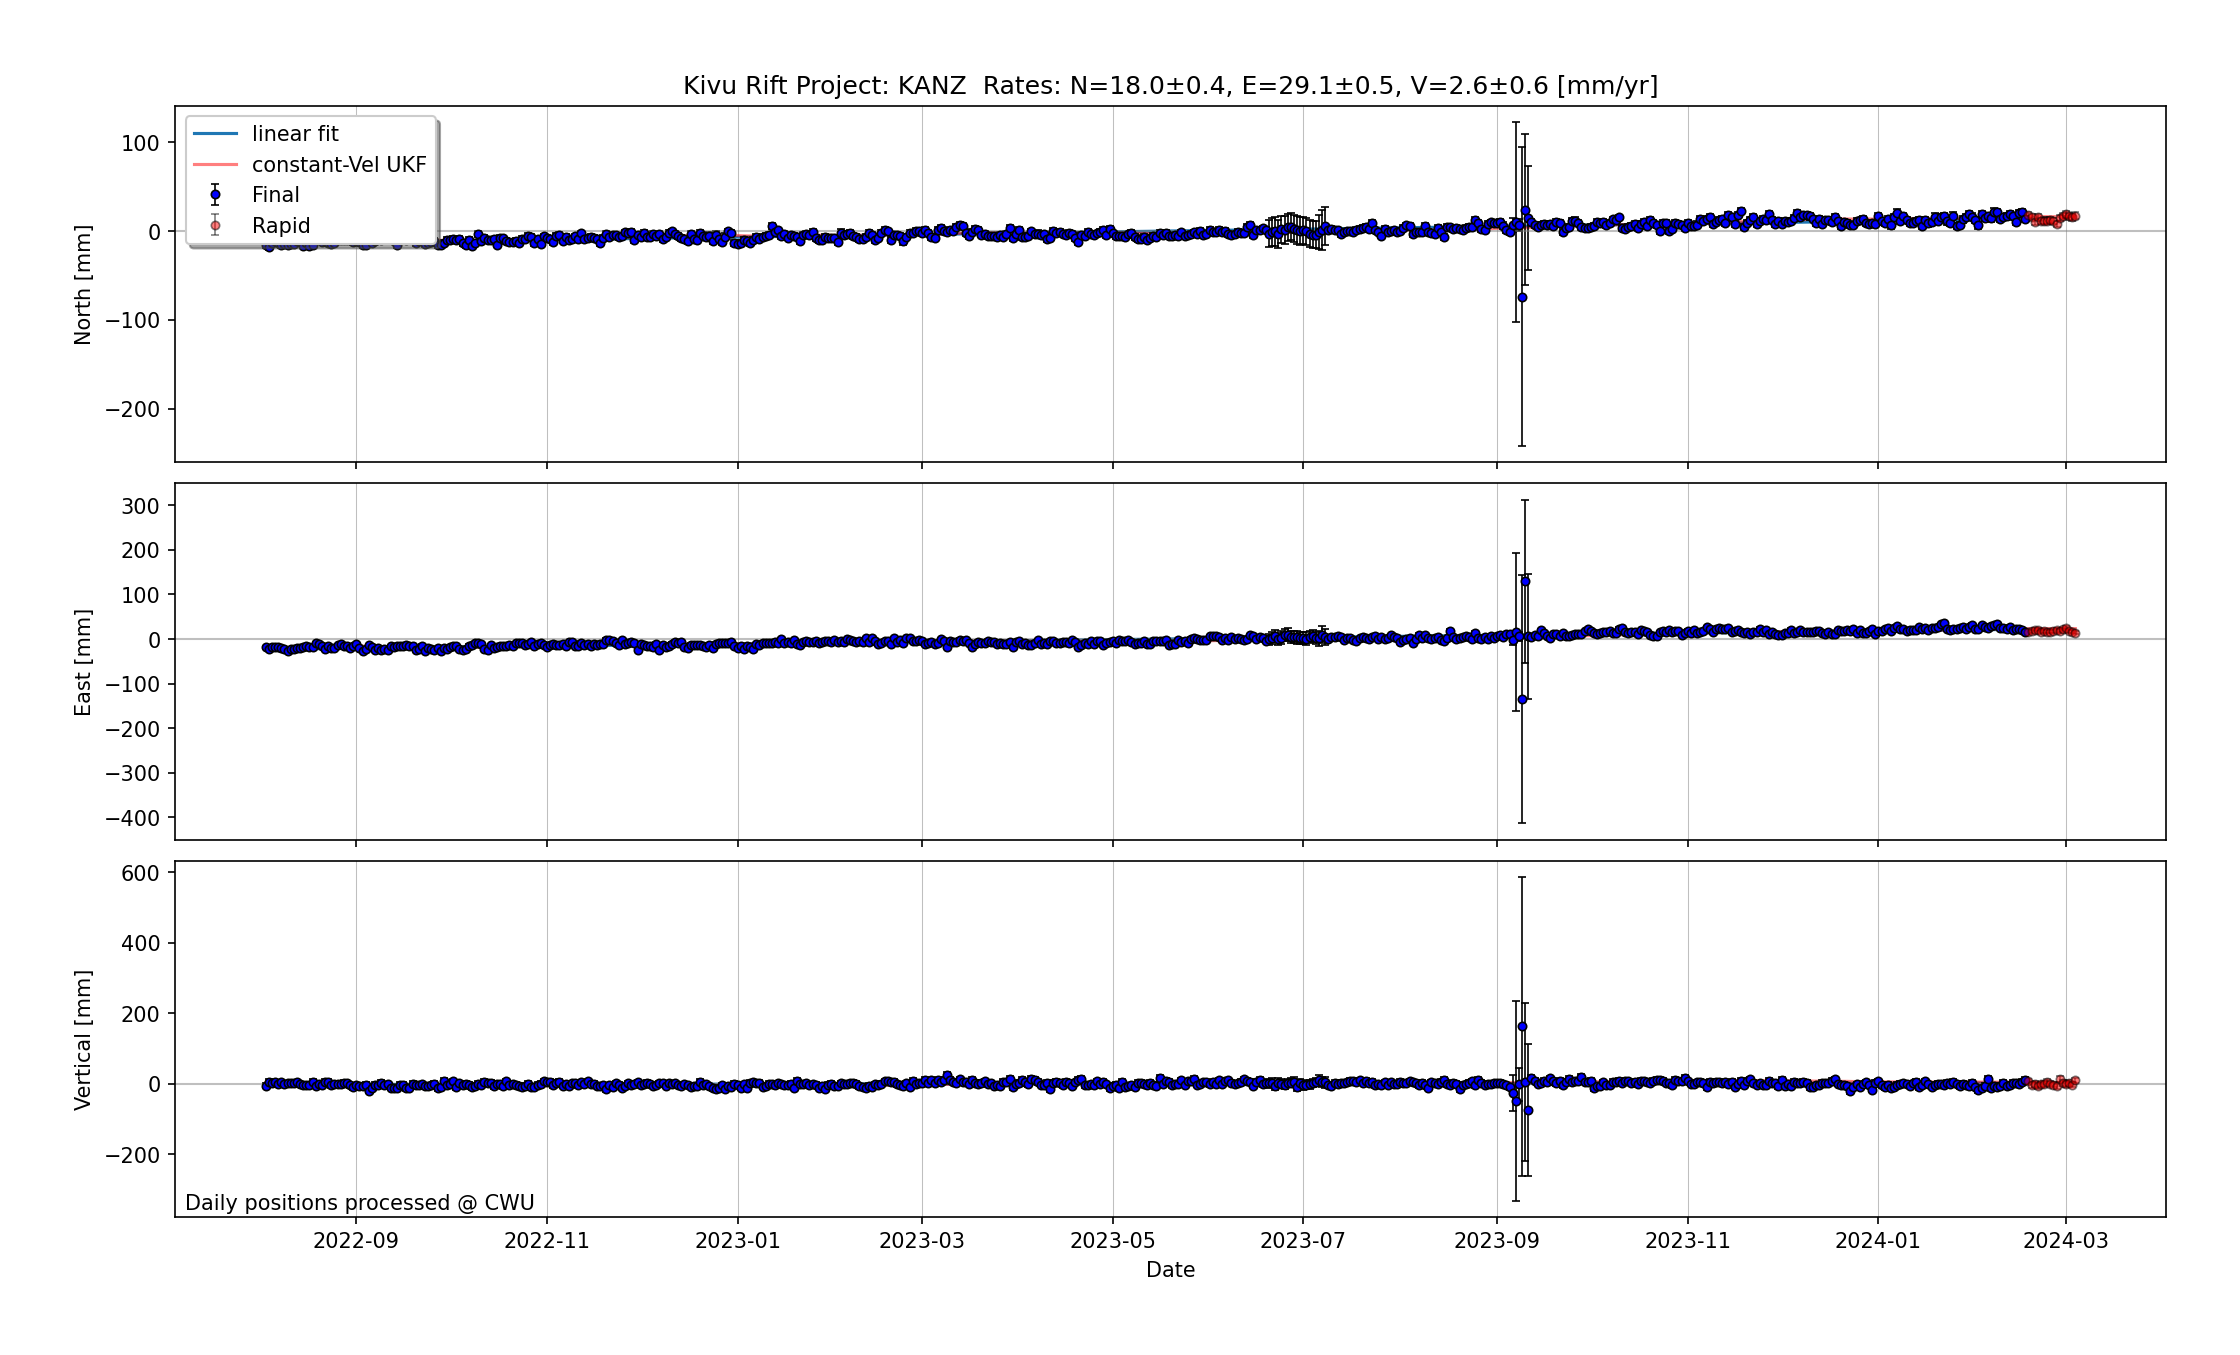 Kivu Rift Project: KANZ  Rates: N=18.0±0.4, E=29.1±0.5, V=2.6±0.6 [mm/yr]
linear fit
constant-Vel UKF
Final
Rapid
North [mm]
100
0
−100
−200
East [mm]
300
200
100
0
−100
−200
−300
−400
Vertical [mm]
600
400
200
0
−200
Daily positions processed @ CWU
2022-09 2022-11 2023-01 2023-03 2023-05 2023-07 2023-09 2023-11 2024-01 2024-03
Date